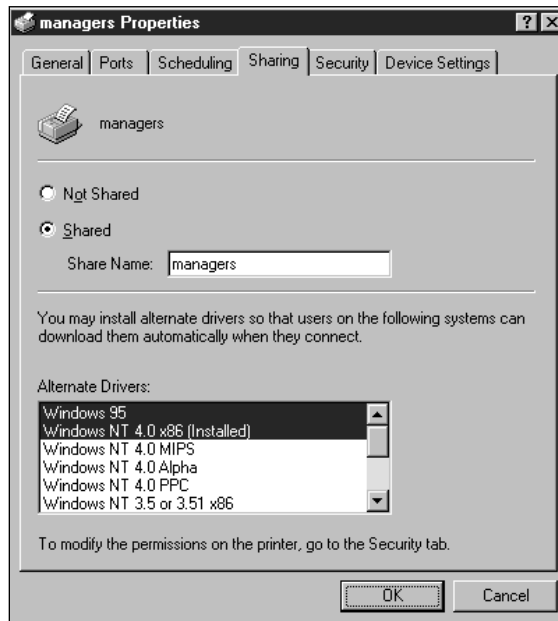 managers Properties
General Ports Scheduling Sharing Security Device Settings
managers
Not Shared
Shared
Share Name: managers
You may install alternate drivers so that users on the following systems can
download them automatically when they connect.
Alternate Drivers:
Windows 95
Windows NT 4.0 x86 (Installed)
Windows NT 4.0 MIPS
Windows NT 4.0 Alpha
Windows NT 4.0 PPC
Windows NT 3.5 or 3.51 x86
To modify the permissions on the printer, go to the Security tab.
OK Cancel